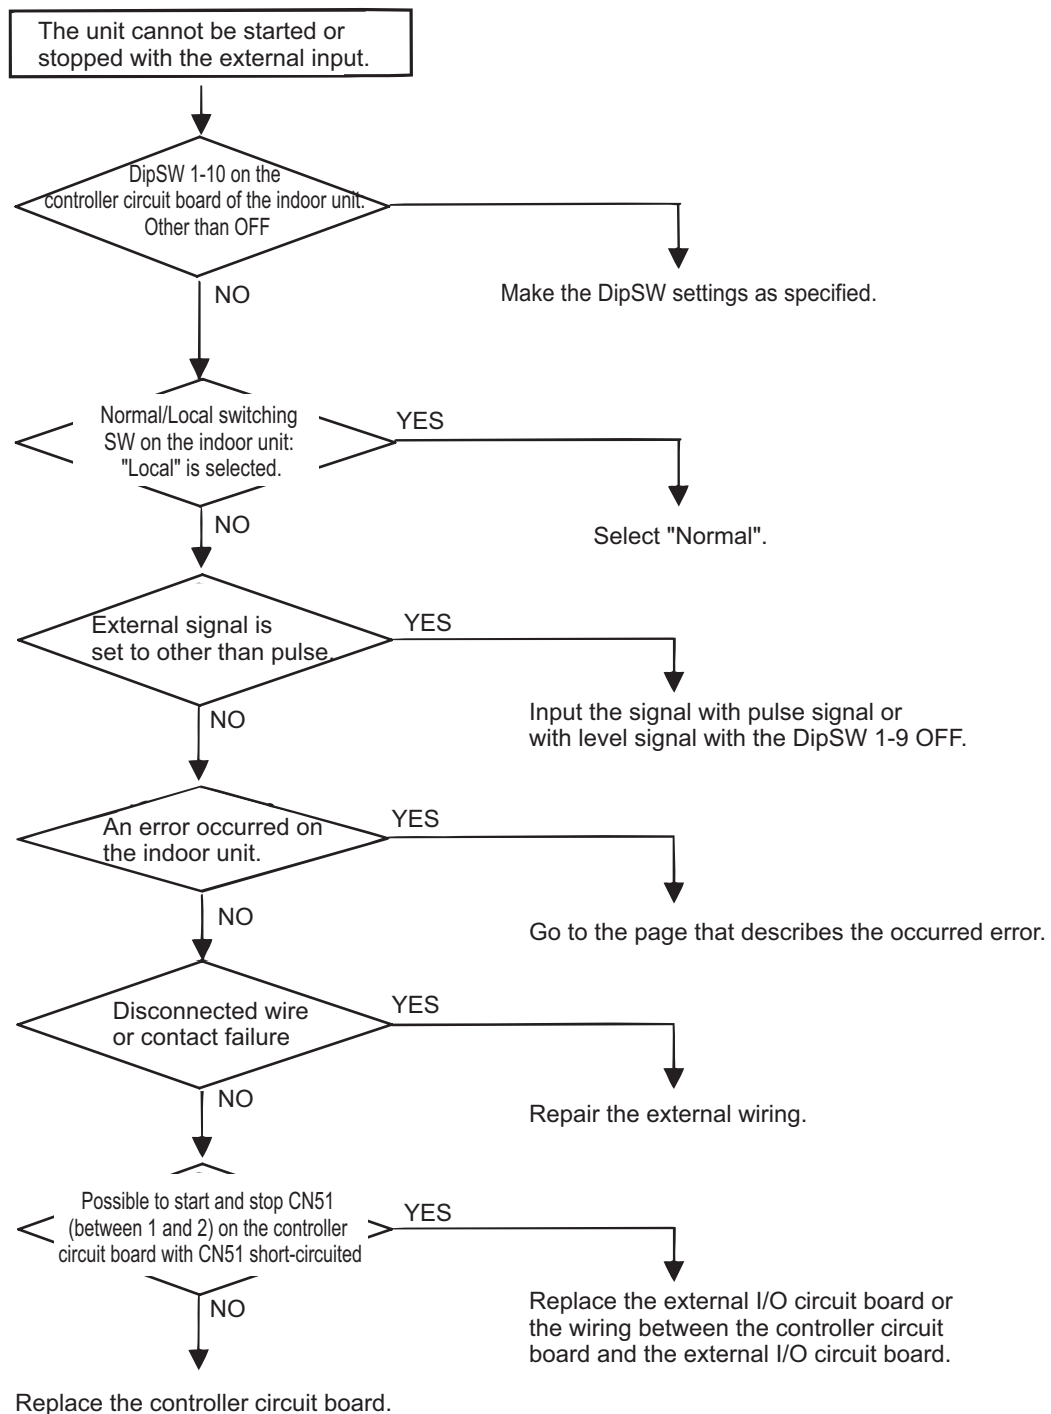 The unit cannot be started or
stopped with the external input.
DipSW 1-10 on the
controller circuit board of the indoor unit.
Other than OFF
NO
Make the DipSW settings as specified.
Normal/Local switching
SW on the indoor unit:
"Local" is selected.
YES
NO
Select "Normal".
External signal is
set to other than pulse.
YES
NO
Input the signal with pulse signal or
with level signal with the DipSW 1-9 OFF.
An error occurred on
the indoor unit.
YES
NO
Go to the page that describes the occurred error.
Disconnected wire
or contact failure
YES
NO
Repair the external wiring.
Possible to start and stop CN51
(between 1 and 2) on the controller
circuit board with CN51 short-circuited
YES
NO
Replace the external I/O circuit board or
the wiring between the controller circuit
board and the external I/O circuit board.
Replace the controller circuit board.